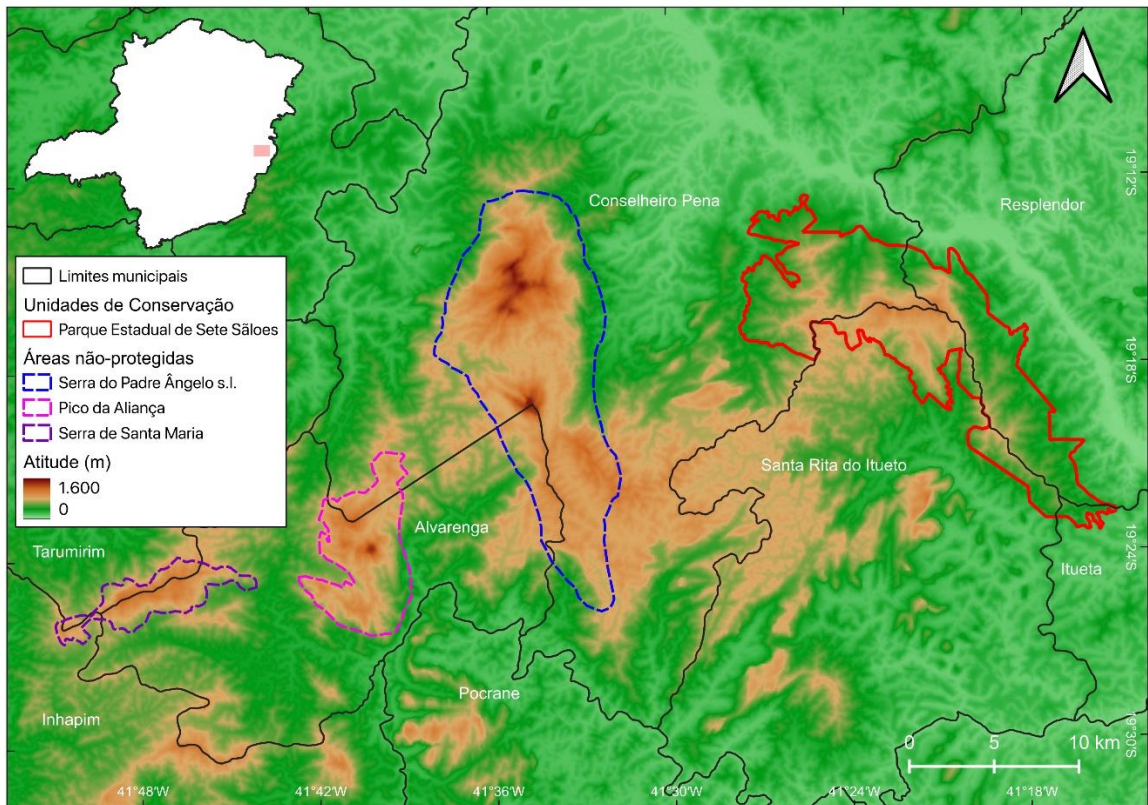 Conselheiro Pena
Resplendor
19°12'S
Limites municipais
Unidades de Conservação
Parque Estadual de Sete Sãloes
Áreas não-protegidas
Serra do Padre Ângelo s.l.
Pico da Aliança
Serra de Santa Maria
Atitude (m)
1.600
0
19°18'S
Santa Rita do Itueto
Alvarenga
Tarumirim
19°24'S
Itueta
Pocrane
Inhapim
19°30'S
0 5 10 km
41°48'W 41°42'W 41°36'W 41°30'W 41°24'W 41°18'W